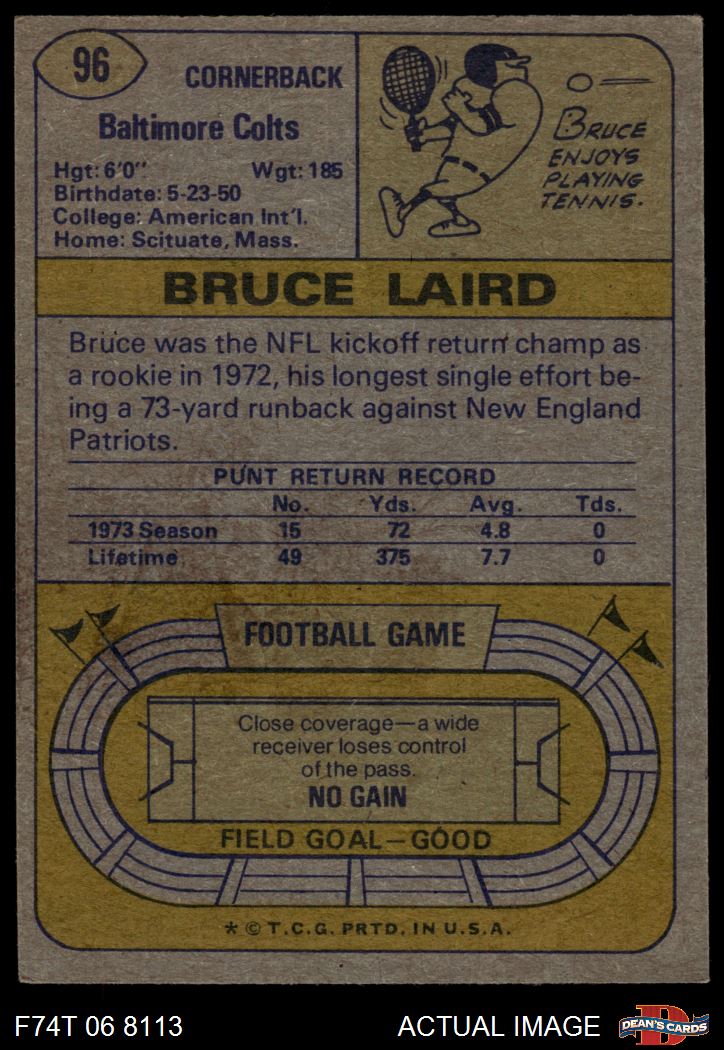 96
CORNERBACK
Baltimore Colts
Hgt: 6'0" Wgt: 185
Birthdate: 5-23-50
College: American Int'l.
Home: Scituate, Mass.
BRUCE
ENJOYS
PLAYING
TENNIS.
BRUCE LAIRD
Bruce was the NFL kickoff return champ as
a rookie in 1972, his longest single effort be-
ing a 73-yard runback against New England
Patriots.
PUNT RETURN RECORD
No. Yds. Avg. Tds.
1973 Season 15 72 4.8 0
Lifetime 49 375 7.7 0
FOOTBALL GAME
Close coverage—a wide
receiver loses control
of the pass.
NO GAIN
FIELD GOAL—GOOD
* © T.C.G. PRTD. IN U.S.A.
F74T 06 8113 ACTUAL IMAGE
DEAN'S CARDS